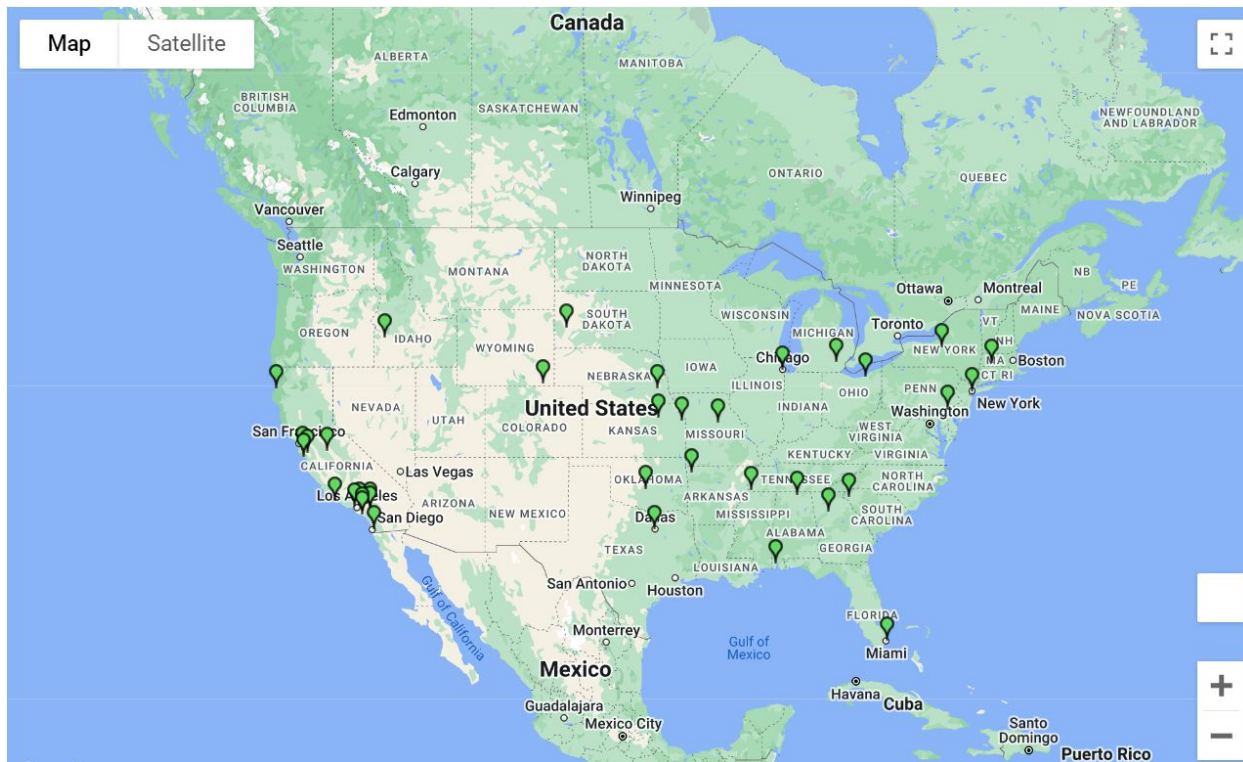 Canada
Map
Satellite
ALBERTA
MANITOBA
BRITISH
COLUMBIA
Edmonton
SASKATCHEWAN
NEWFOUNDLAND
AND LABRADOR
Calgary
ONTARIO
QUEBEC
Winnipeg
Vancouver
Seattle
WASHINGTON
NORTH
DAKOTA
MONTANA
MINNESOTA
Ottawa
Montreal
NB
PE
MAINE
NOVA SCOTIA
OREGON
IDAHO
SOUTH
DAKOTA
WISCONSIN
MICHIGAN
Toronto
VT
NH
NEW YORK
WYOMING
Chicago
MA
Boston
NEBRASKA
IOWA
ILLINOIS
OHIO
PENN
CT RI
NEVADA
UTAH
United States
COLORADO
KANSAS
INDIANA
New York
Washington
San Francisco
MISSOURI
WEST
VIRGINIA
KENTUCKY
VIRGINIA
CALIFORNIA
Las Vegas
OKLAHOMA
TENNESSEE
NORTH
CAROLINA
Los Angeles
ARIZONA
NEW MEXICO
ARKANSAS
MISSISSIPPI
SOUTH
CAROLINA
San Diego
Dallas
ALABAMA
GEORGIA
TEXAS
LOUISIANA
San Antonio
Houston
Gulf of California
FLORIDA
Monterrey
Gulf of
Mexico
Miami
Mexico
Havana
Cuba
Guadalajara
Mexico City
Santo
Domingo
Puerto Rico